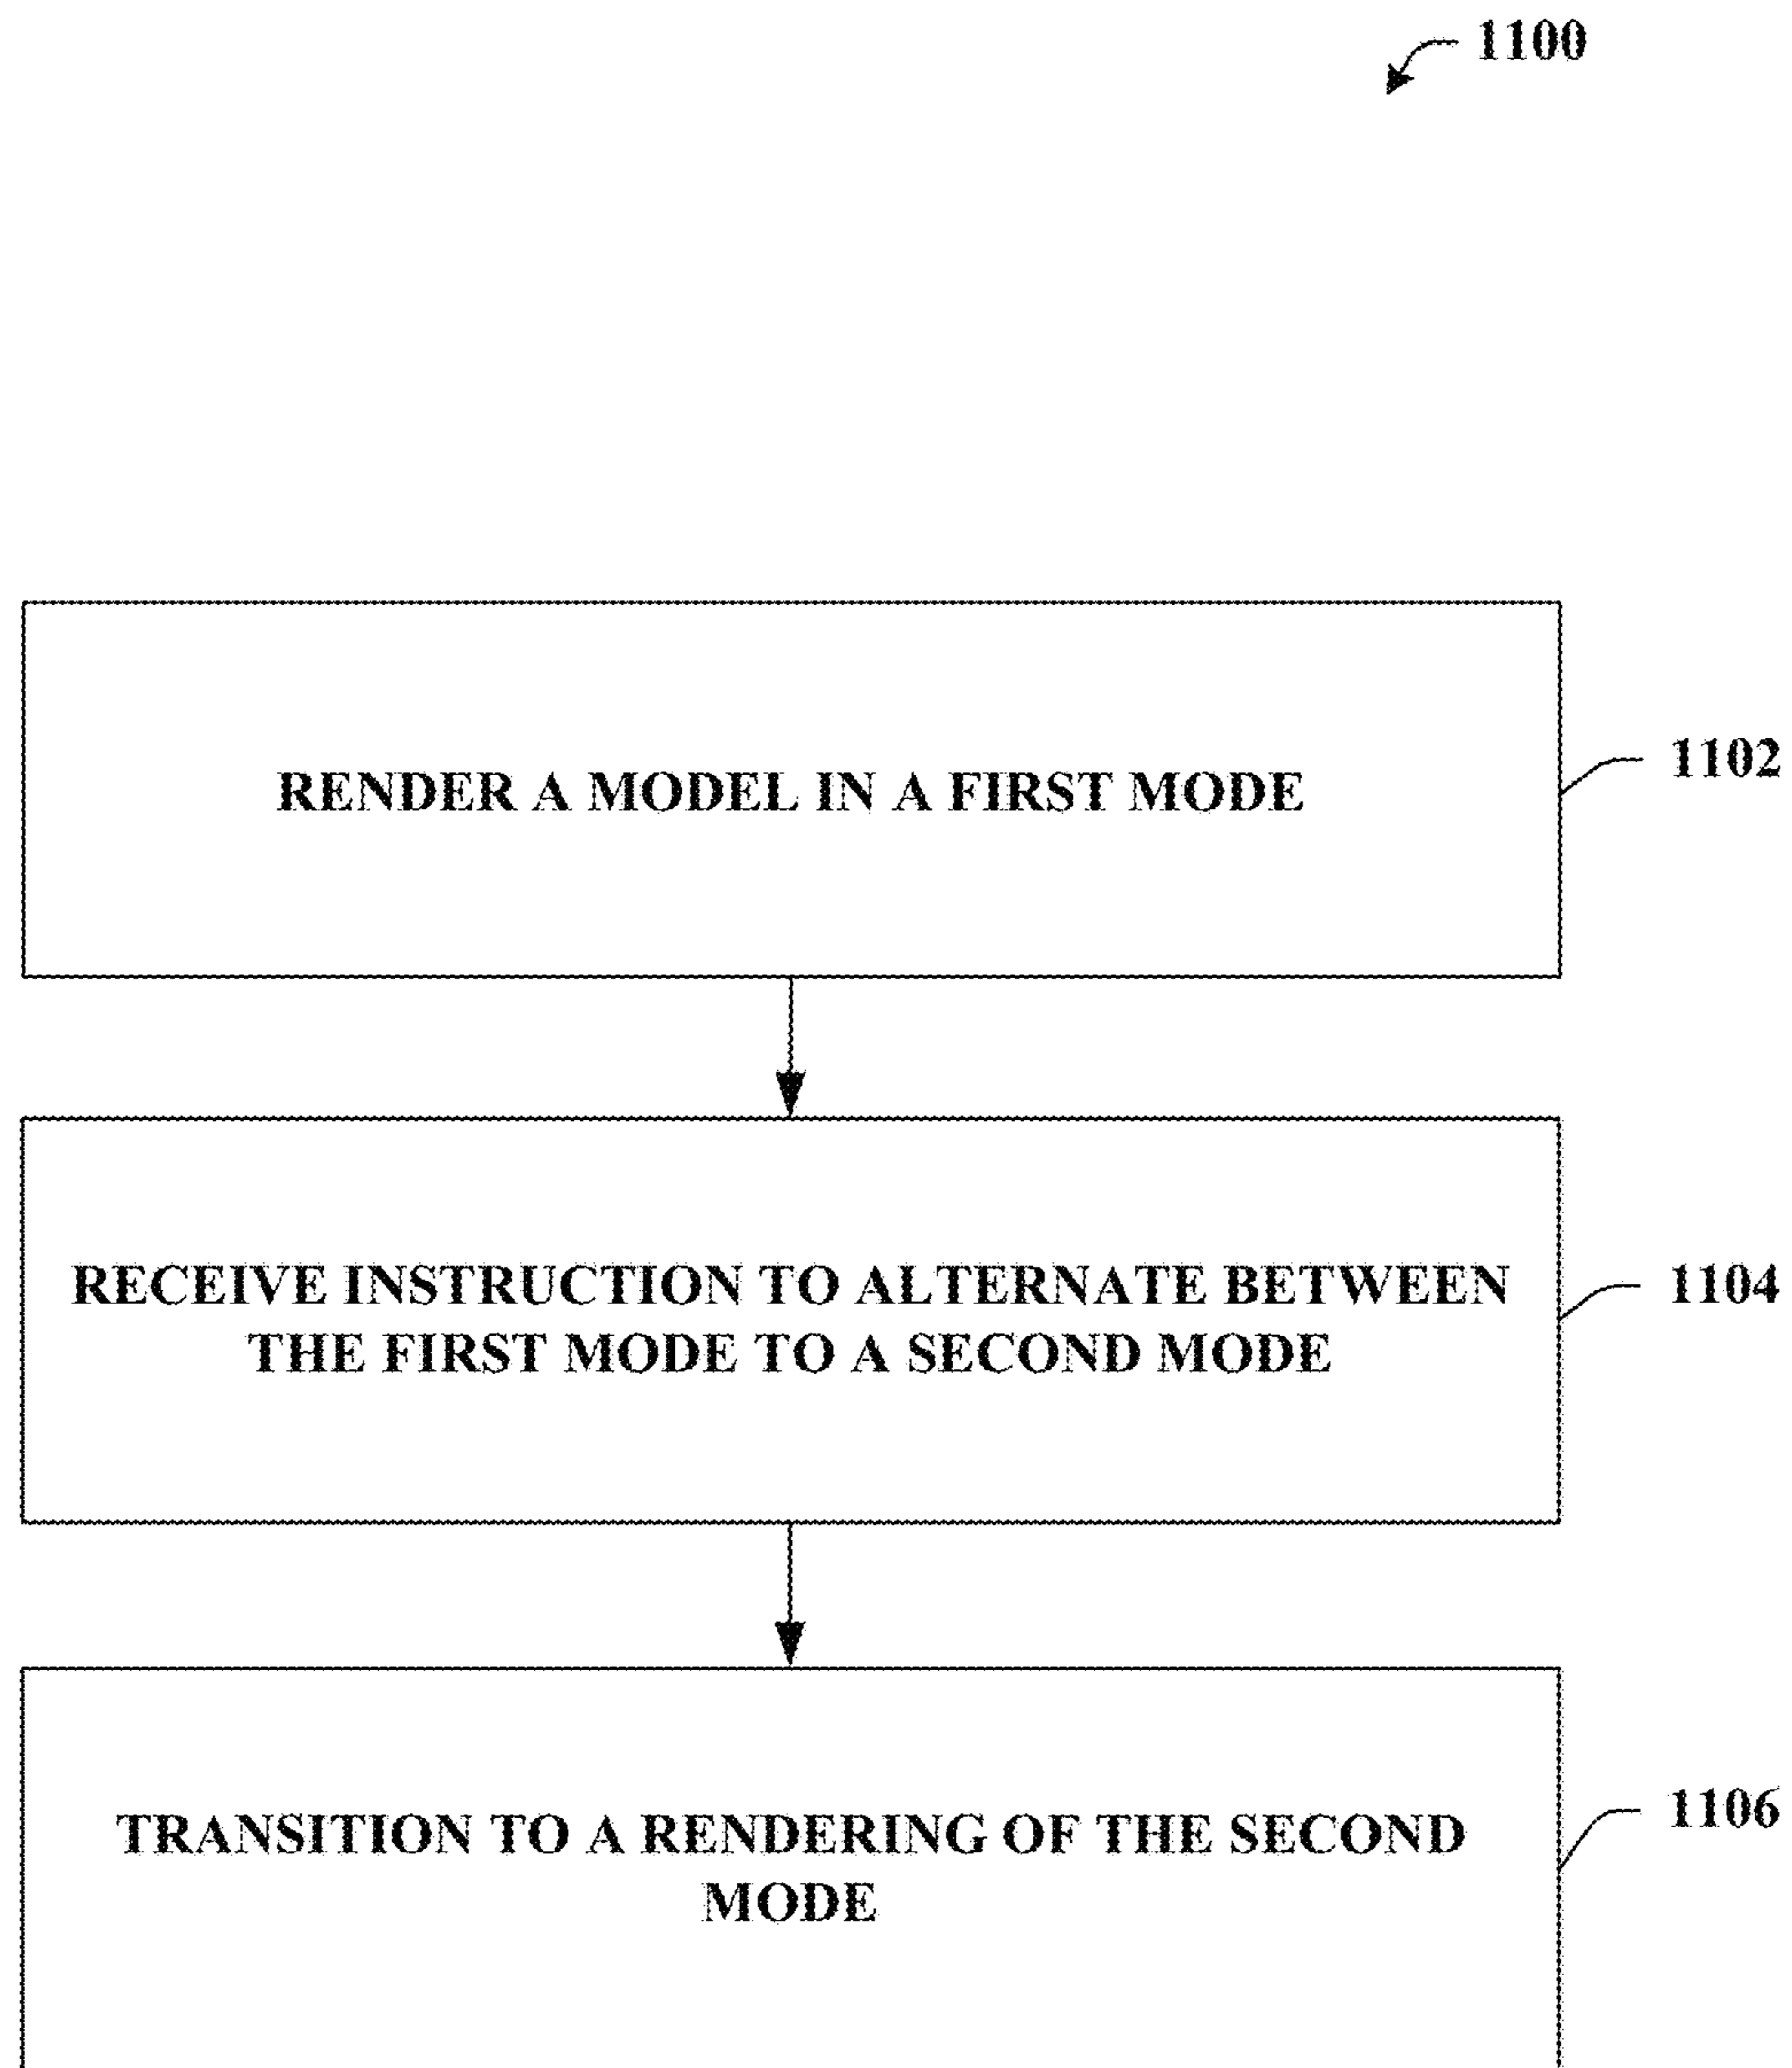 1100
RENDER A MODEL IN A FIRST MODE
1102
RECEIVE INSTRUCTION TO ALTERNATE BETWEEN
THE FIRST MODE TO A SECOND MODE
1104
TRANSITION TO A RENDERING OF THE SECOND
MODE
1106